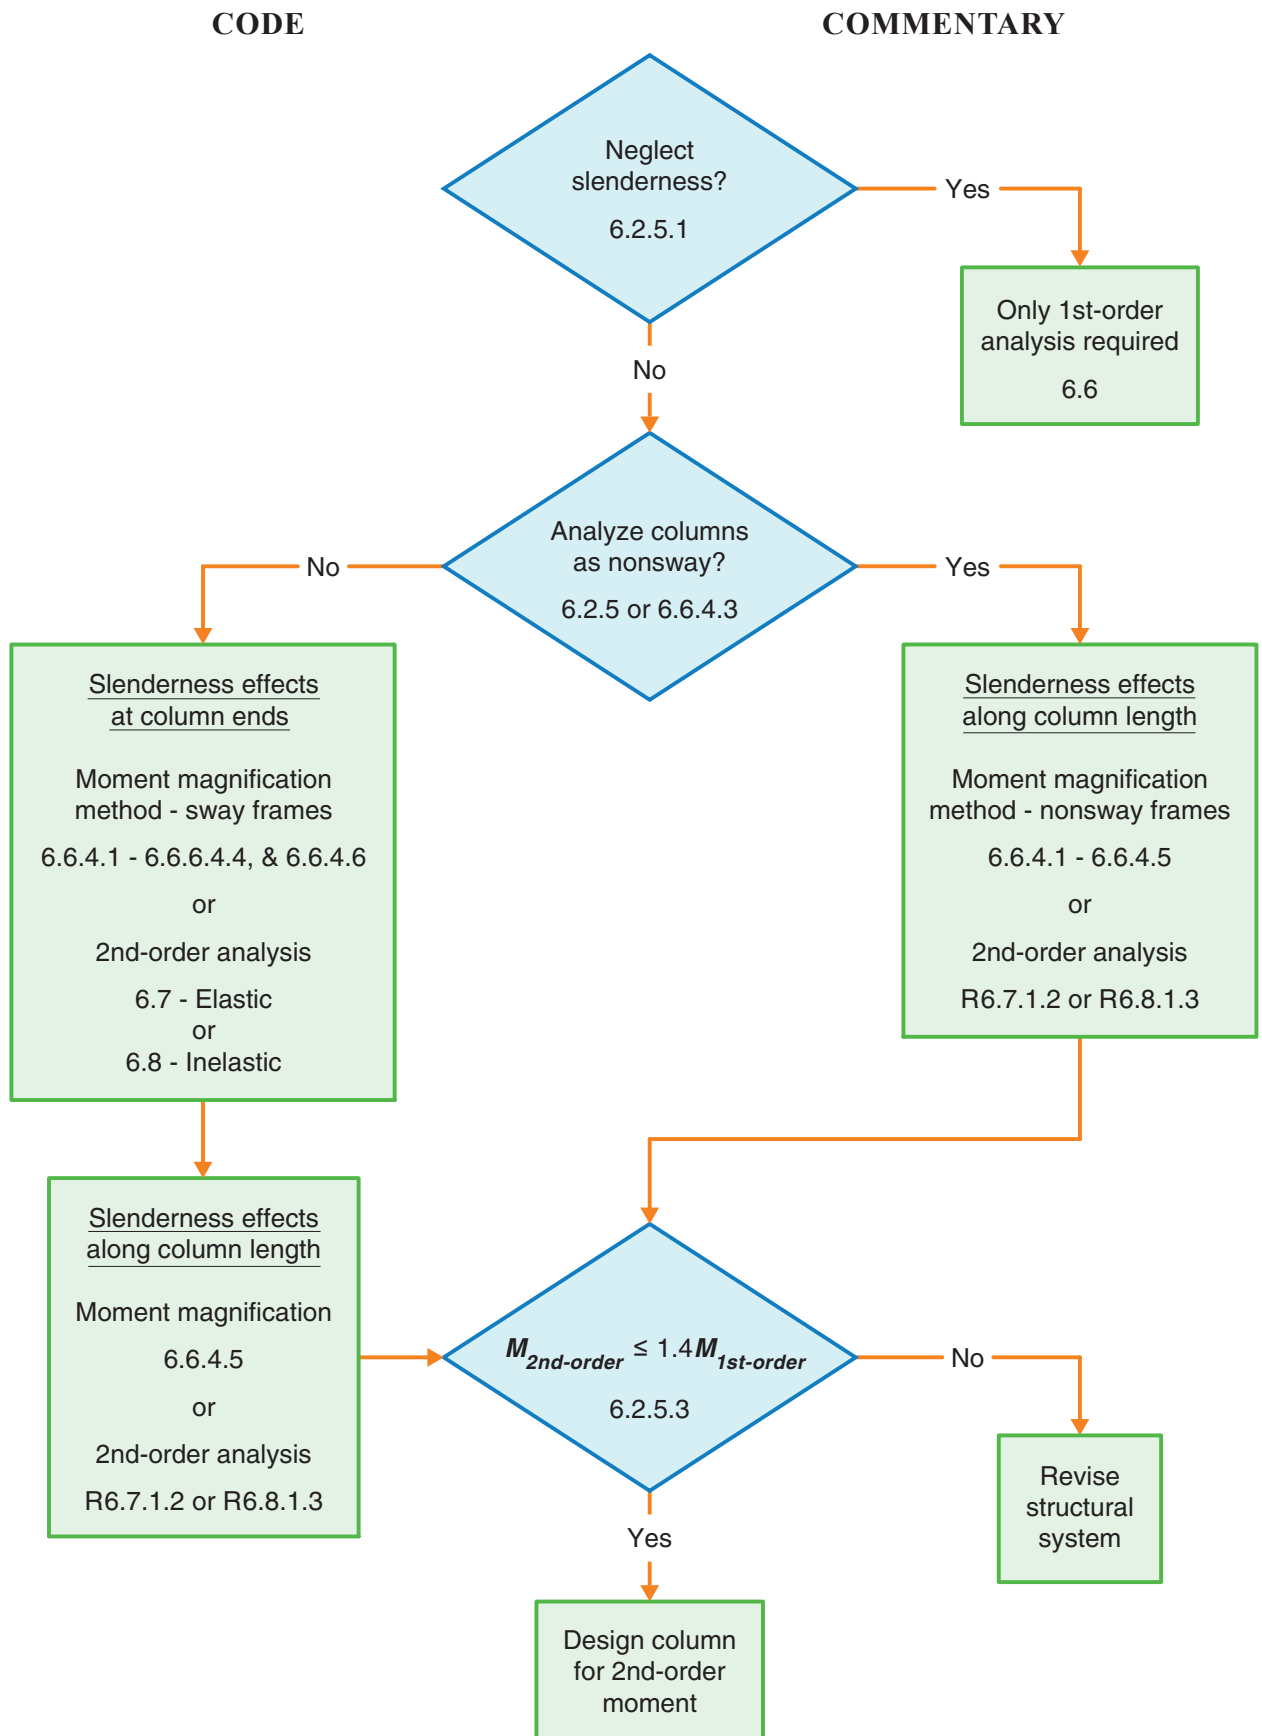 CODE
COMMENTARY
Neglect
slenderness?
6.2.5.1
Yes
Only 1st-order
analysis required
6.6
No
Analyze columns
as nonsway?
6.2.5 or 6.6.4.3
No
Yes
Slenderness effects
at column ends
Moment magnification
method - sway frames
6.6.4.1 - 6.6.6.4.4, & 6.6.4.6
or
2nd-order analysis
6.7 - Elastic
or
6.8 - Inelastic
Slenderness effects
along column length
Moment magnification
method - nonsway frames
6.6.4.1 - 6.6.4.5
or
2nd-order analysis
R6.7.1.2 or R6.8.1.3
Slenderness effects
along column length
Moment magnification
6.6.4.5
or
2nd-order analysis
R6.7.1.2 or R6.8.1.3
M2nd-order ≤ 1.4M1st-order
6.2.5.3
No
Revise
structural
system
Yes
Design column
for 2nd-order
moment